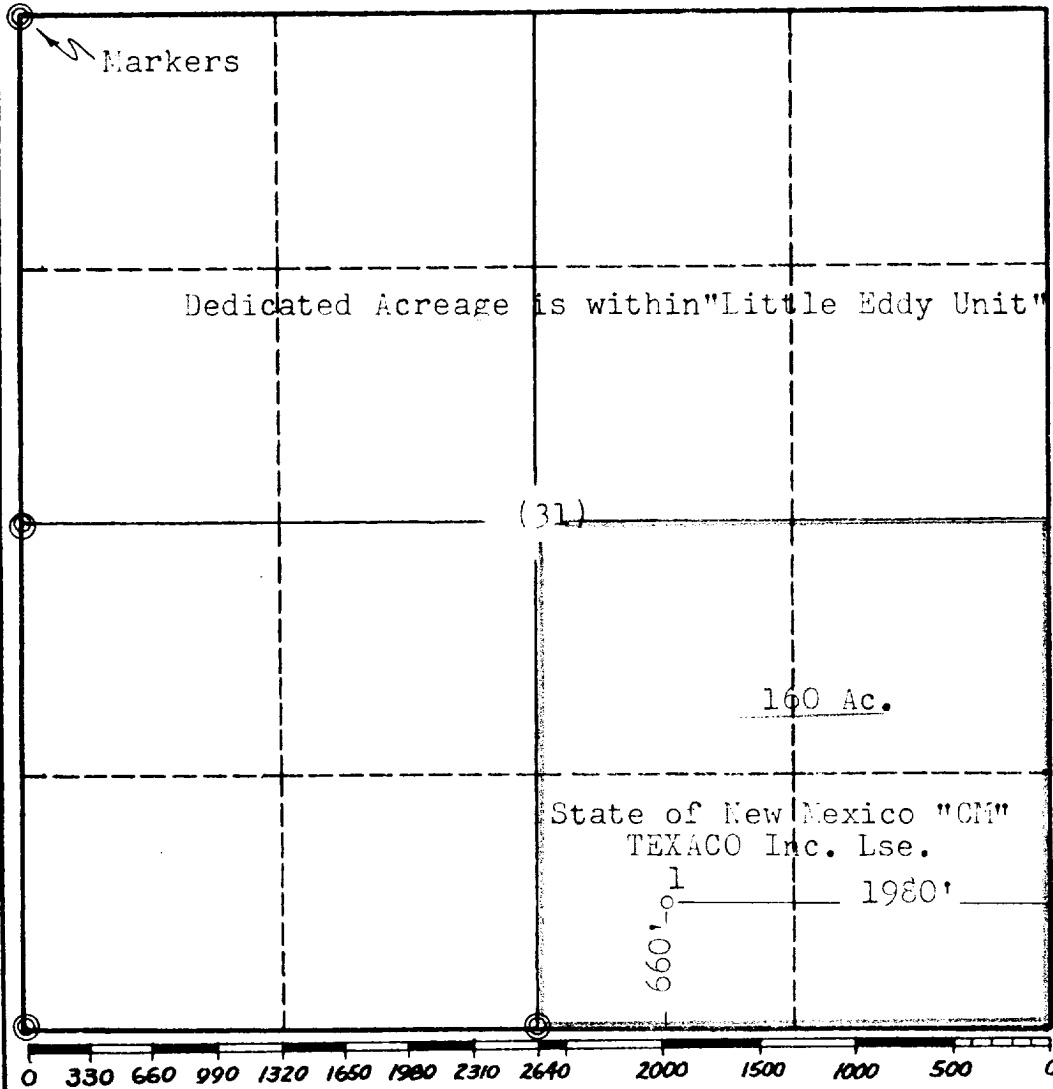 Markers
Dedicated Acreage is within"Little Eddy Unit"
(31)
160 Ac.
State of New Mexico "CM"
TEXACO Inc. Lse.
1
1980'
660'
0 330 660 990 1320 1650 1980 2310 2640 2000 1500 1000 500 0